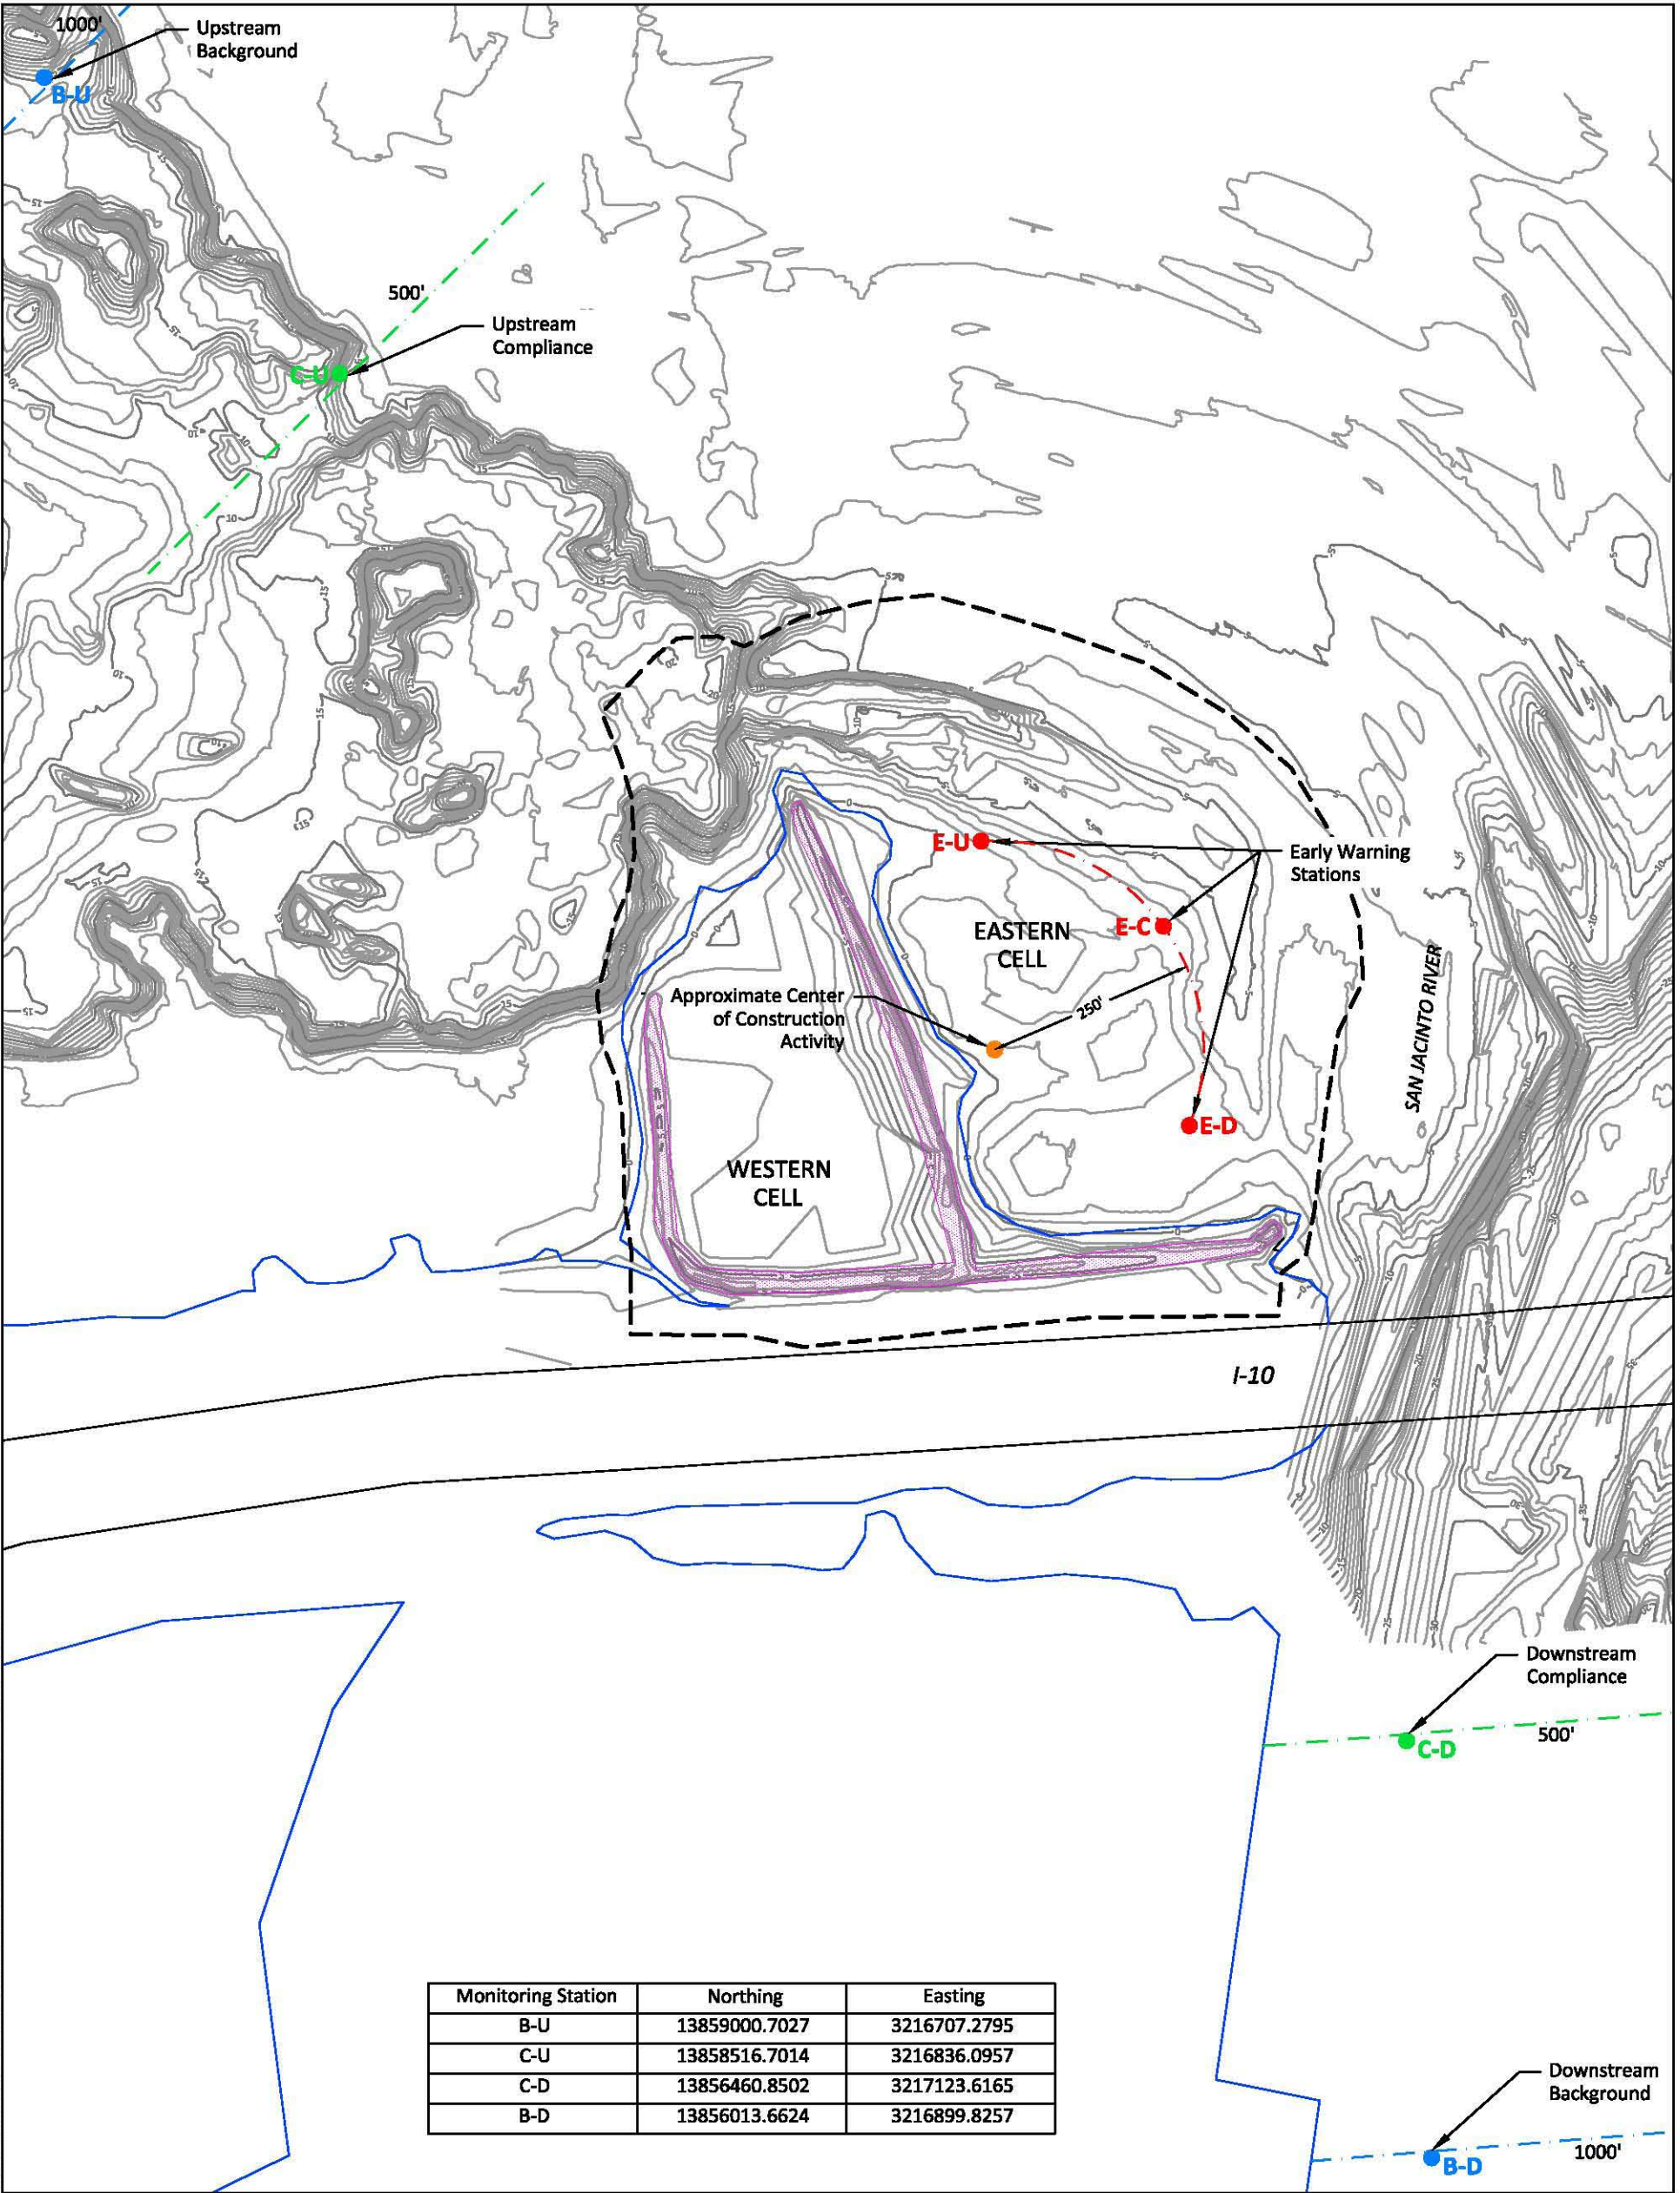 1000'
Upstream
Background
B-U
500'
Upstream
Compliance
C-U
E-U
Early Warning
Stations
E-C
EASTERN
CELL
Approximate Center
of Construction
Activity
250'
SAN JACINTO RIVER
E-D
WESTERN
CELL
I-10
Downstream
Compliance
500'
C-D
Monitoring Station Northing Easting
B-U 13859000.7027 3216707.2795
C-U 13858516.7014 3216836.0957
C-D 13856460.8502 3217123.6165
B-D 13856013.6624 3216899.8257
Downstream
Background
1000'
B-D